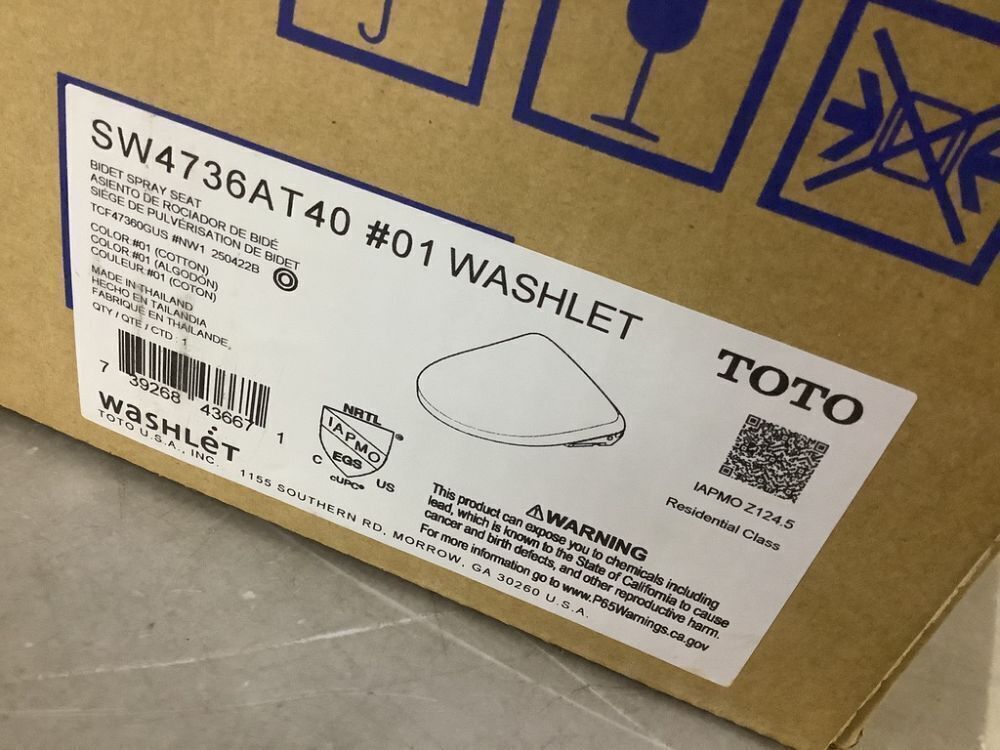 SW4736AT40 #01 WASHLET
BIDET SPRAY SEAT
ASIENTO DE ROCIADOR DE BIDÉ
SIÈGE DE PULVÉRISATION DE BIDET
TCF47360GUS #NW1 250422B
COLOR #01 (COTTON)
COLOR #01 (ALGODÓN)
COULEUR #01 (COTON)
MADE IN THAILAND
HECHO EN TAILANDIA
FABRIQUÉ EN THAÏLANDE
QTY / QTÉ / CTD : 1
7 39268 43667 1
WASHLET
TOTO U.S.A., INC. 1155 SOUTHERN RD, MORROW, GA 30260 U.S.A.
NRTL
IAPMO
EGS
C US
cUPC®
TOTO
IAPMO Z124.5
Residential Class
⚠WARNING
This product can expose you to chemicals including
lead, which is known to the State of California to cause
cancer and birth defects, and other reproductive harm.
For more information go to www.P65Warnings.ca.gov